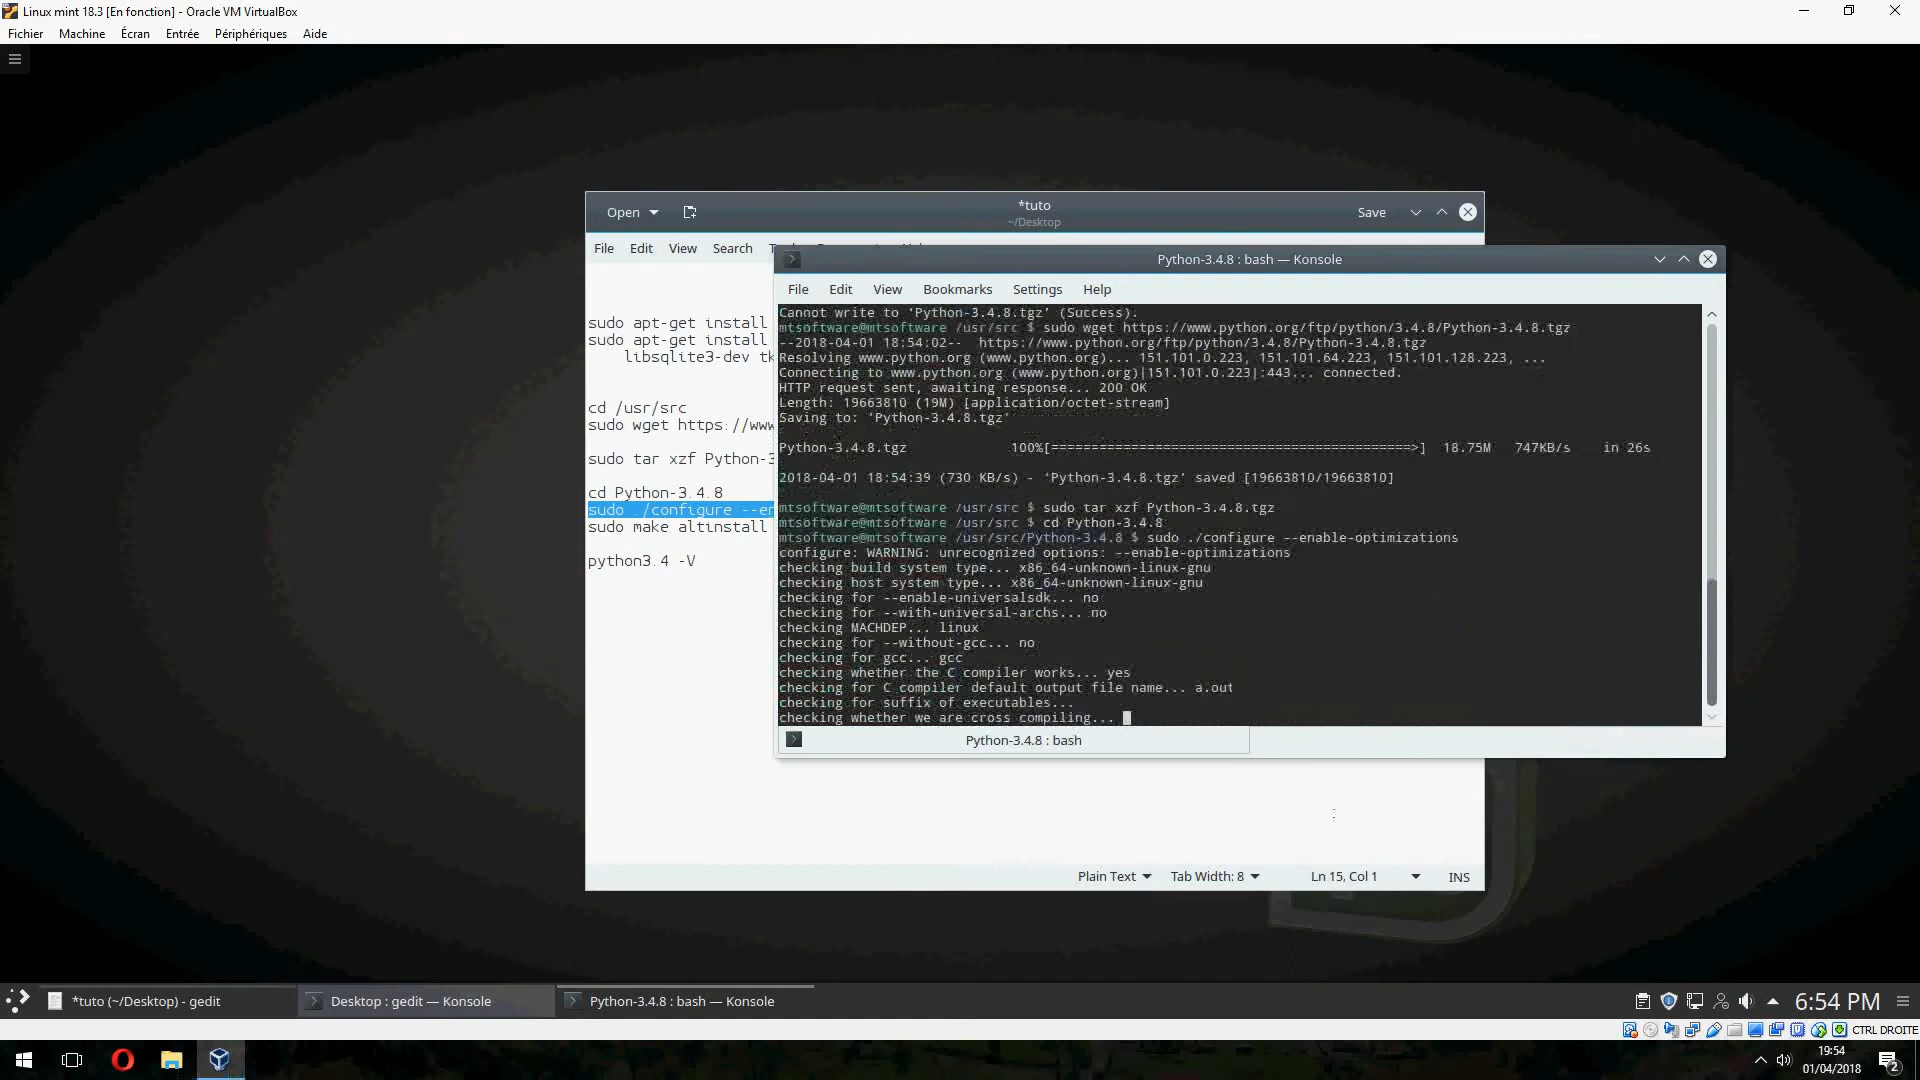 Linux mint 18.3 [En fonction] - Oracle VM VirtualBox
Fichier Machine Écran Entrée Périphériques Aide
Open *tuto Save
~/Desktop
File Edit View Search
sudo apt-get install
sudo apt-get install
libsqlite3-dev tk
cd /usr/src
sudo wget https://www
sudo tar xzf Python-3
cd Python-3.4.8
sudo ./configure --en
sudo make altinstall
python3.4 -V
Plain Text Tab Width: 8 Ln 15, Col 1 INS
Python-3.4.8 : bash — Konsole
File Edit View Bookmarks Settings Help
Cannot write to ‘Python-3.4.8.tgz’ (Success).
mtsoftware@mtsoftware /usr/src $ sudo wget https://www.python.org/ftp/python/3.4.8/Python-3.4.8.tgz
--2018-04-01 18:54:02-- https://www.python.org/ftp/python/3.4.8/Python-3.4.8.tgz
Resolving www.python.org (www.python.org)... 151.101.0.223, 151.101.64.223, 151.101.128.223, ...
Connecting to www.python.org (www.python.org)|151.101.0.223|:443... connected.
HTTP request sent, awaiting response... 200 OK
Length: 19663810 (19M) [application/octet-stream]
Saving to: ‘Python-3.4.8.tgz’
Python-3.4.8.tgz 100%[==============================================>] 18.75M 747KB/s in 26s
2018-04-01 18:54:39 (730 KB/s) - ‘Python-3.4.8.tgz’ saved [19663810/19663810]
mtsoftware@mtsoftware /usr/src $ sudo tar xzf Python-3.4.8.tgz
mtsoftware@mtsoftware /usr/src $ cd Python-3.4.8
mtsoftware@mtsoftware /usr/src/Python-3.4.8 $ sudo ./configure --enable-optimizations
configure: WARNING: unrecognized options: --enable-optimizations
checking build system type... x86_64-unknown-linux-gnu
checking host system type... x86_64-unknown-linux-gnu
checking for --enable-universalsdk... no
checking for --with-universal-archs... no
checking MACHDEP... linux
checking for --without-gcc... no
checking for gcc... gcc
checking whether the C compiler works... yes
checking for C compiler default output file name... a.out
checking for suffix of executables...
checking whether we are cross compiling...
Python-3.4.8 : bash
*tuto (~/Desktop) - gedit Desktop : gedit — Konsole Python-3.4.8 : bash — Konsole 6:54 PM
CTRL DROITE
19:54
01/04/2018
2